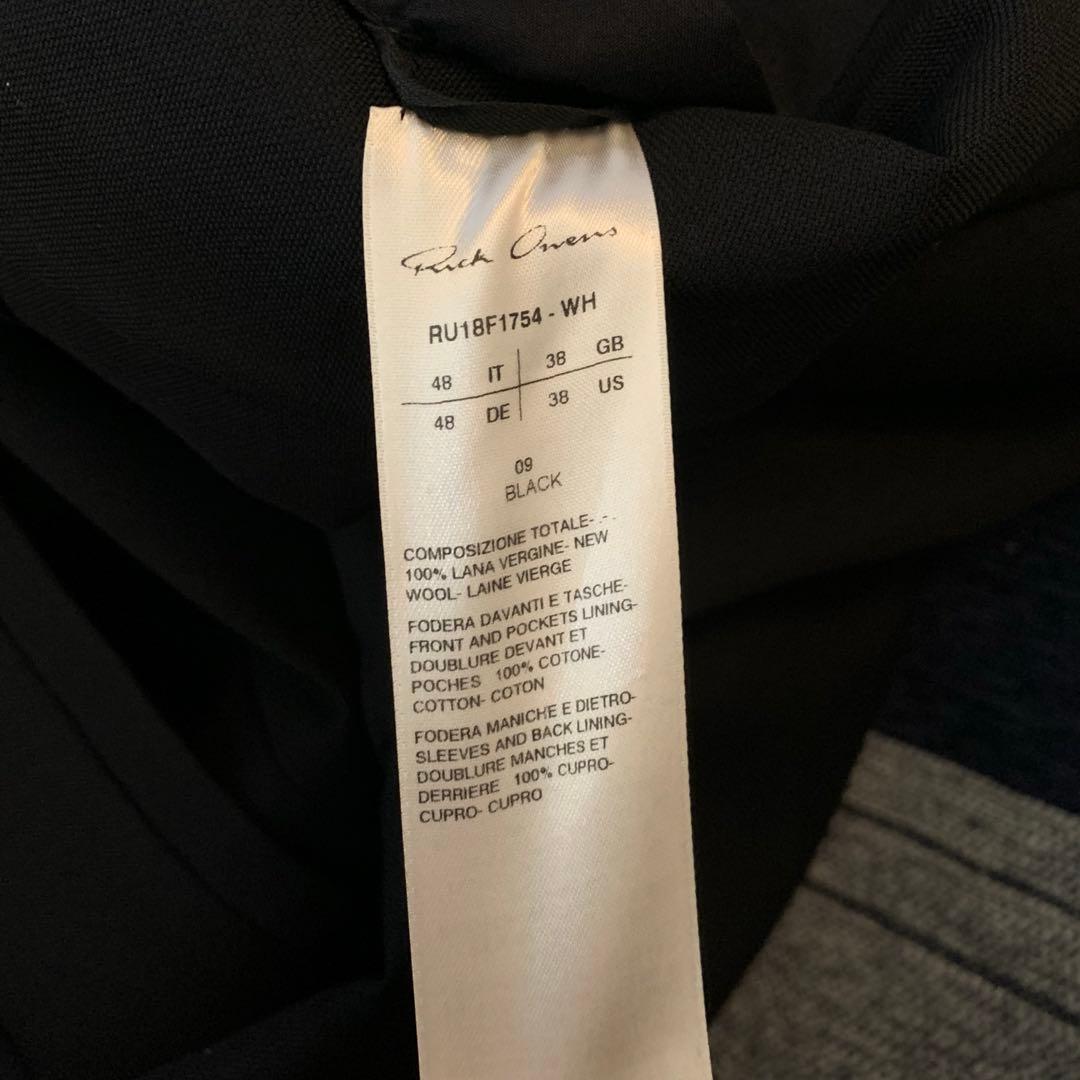 Rick Owens
RU18F1754 - WH
48 IT 38 GB
48 DE 38 US
09
BLACK
COMPOSIZIONE TOTALE- - -
100% LANA VERGINE- NEW
WOOL- LAINE VIERGE
FODERA DAVANTI E TASCHE-
FRONT AND POCKETS LINING-
DOUBLURE DEVANT ET
POCHES 100% COTONE-
COTTON- COTON
FODERA MANICHE E DIETRO-
SLEEVES AND BACK LINING-
DOUBLURE MANCHES ET
DERRIERE 100% CUPRO-
CUPRO- CUPRO